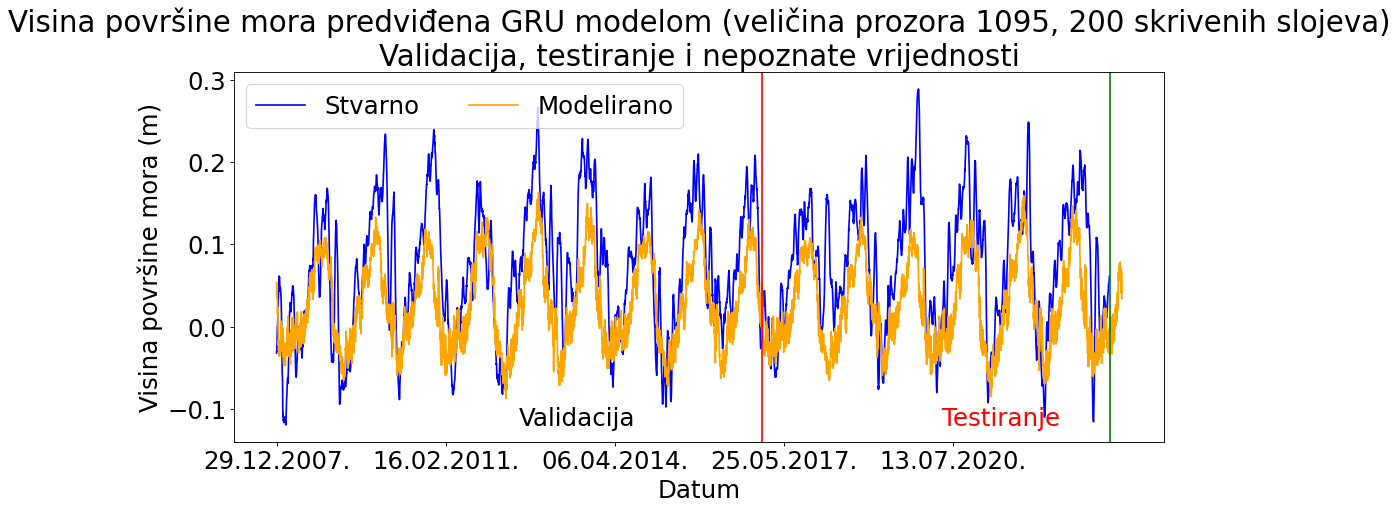 Visina površine mora predviđena GRU modelom (veličina prozora 1095, 200 skrivenih slojeva)
Validacija, testiranje i nepoznate vrijednosti
Stvarno
Modelirano
Visina površine mora (m)
0.3
0.2
0.1
0.0
−0.1
Validacija
Testiranje
29.12.2007.
16.02.2011.
06.04.2014.
25.05.2017.
13.07.2020.
Datum